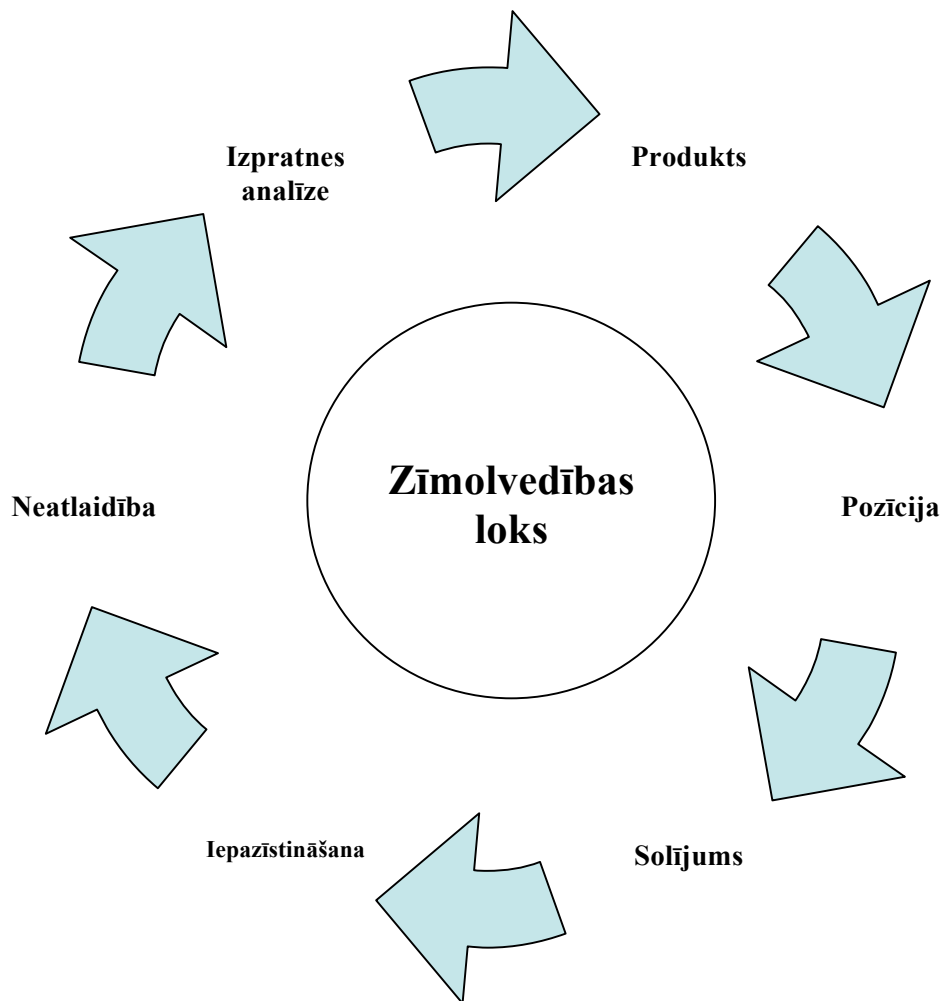 Izpratnes
analīze
Produkts
Zīmolvedības
loks
Neatlaidība
Pozīcija
Iepazīstināšana
Solījums